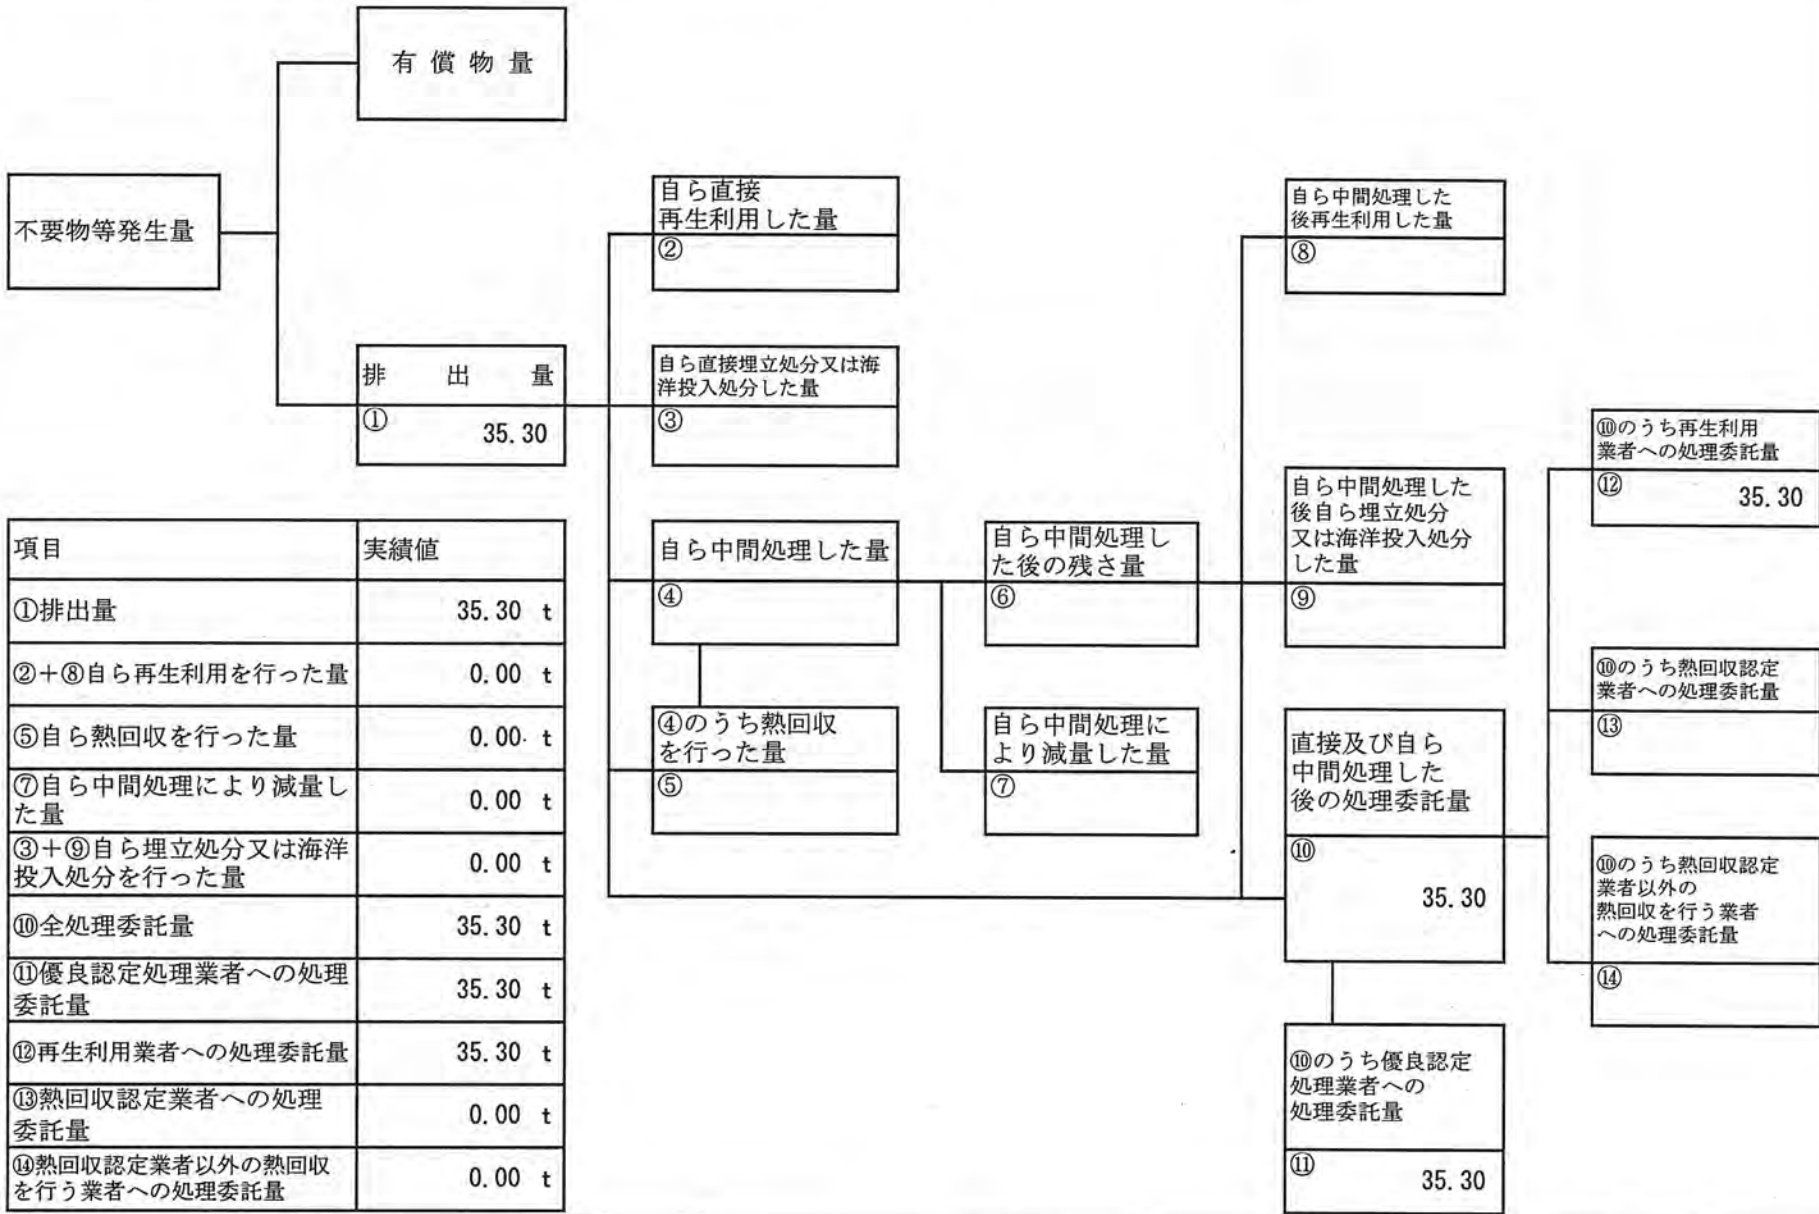 有償物量
不要物等発生量
排出量
①
35.30
自ら直接
再生利用した量
②
自ら直接埋立処分又は海
洋投入処分した量
③
自ら中間処理した量
④
④のうち熱回収
を行った量
⑤
自ら中間処理し
た後の残さ量
⑥
自ら中間処理に
より減量した量
⑦
自ら中間処理した
後再生利用した量
⑧
自ら中間処理した
後自ら埋立処分
又は海洋投入処分
した量
⑨
直接及び自ら
中間処理した
後の処理委託量
⑩
35.30
⑩のうち優良認定
処理業者への
処理委託量
⑪
35.30
⑩のうち再生利用
業者への処理委託量
⑫
35.30
⑩のうち熱回収認定
業者への処理委託量
⑬
⑩のうち熱回収認定
業者以外の
熱回収を行う業者
への処理委託量
⑭
項目 実績値
①排出量 35.30 t
②+⑧自ら再生利用を行った量 0.00 t
⑤自ら熱回収を行った量 0.00 t
⑦自ら中間処理により減量し
た量 0.00 t
③+⑨自ら埋立処分又は海洋
投入処分を行った量 0.00 t
⑩全処理委託量 35.30 t
⑪優良認定処理業者への処理
委託量 35.30 t
⑫再生利用業者への処理委託量 35.30 t
⑬熱回収認定業者への処理
委託量 0.00 t
⑭熱回収認定業者以外の熱回収
を行う業者への処理委託量 0.00 t